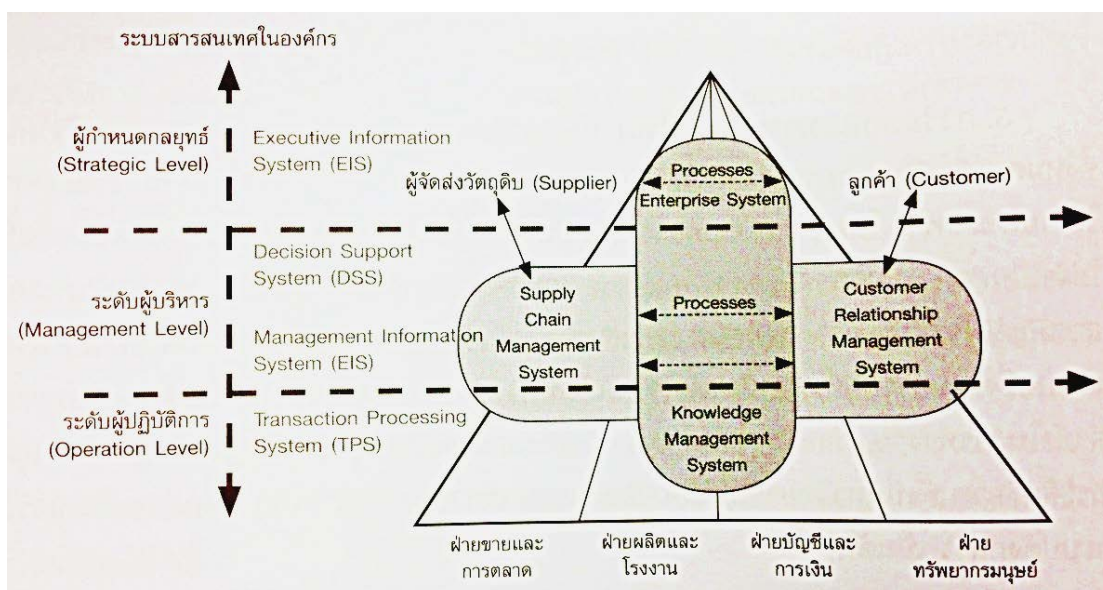 ระบบสารสนเทศในองค์กร
ผู้กำหนดกลยุทธ์
(Strategic Level)
Executive Information
System (EIS)
ผู้จัดส่งวัตถุดิบ (Supplier)
Processes
Enterprise System
ลูกค้า (Customer)
ระดับผู้บริหาร
(Management Level)
Decision Support
System (DSS)
Management Information
System (EIS)
Supply
Chain
Management
System
Processes
Customer
Relationship
Management
System
ระดับผู้ปฏิบัติการ
(Operation Level)
Transaction Processing
System (TPS)
Knowledge
Management
System
ฝ่ายขายและ
การตลาด
ฝ่ายผลิตและ
โรงงาน
ฝ่ายบัญชีและ
การเงิน
ฝ่าย
ทรัพยากรมนุษย์